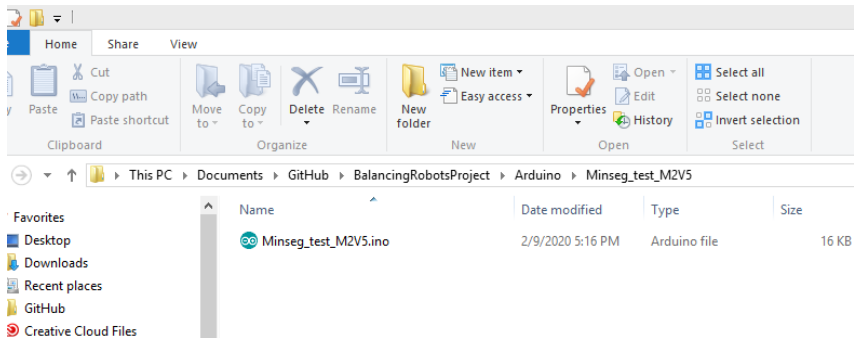 Home Share View
Cut
Copy path
Paste shortcut
Paste
Clipboard
Move to
Copy to
Delete
Rename
Organize
New folder
New item
Easy access
New
Properties
Open
Edit
History
Open
Select all
Select none
Invert selection
Select
This PC Documents GitHub BalancingRobotsProject Arduino Minseg_test_M2V5
Favorites
Desktop
Downloads
Recent places
GitHub
Creative Cloud Files
Name Date modified Type Size
Minseg_test_M2V5.ino 2/9/2020 5:16 PM Arduino file 16 KB